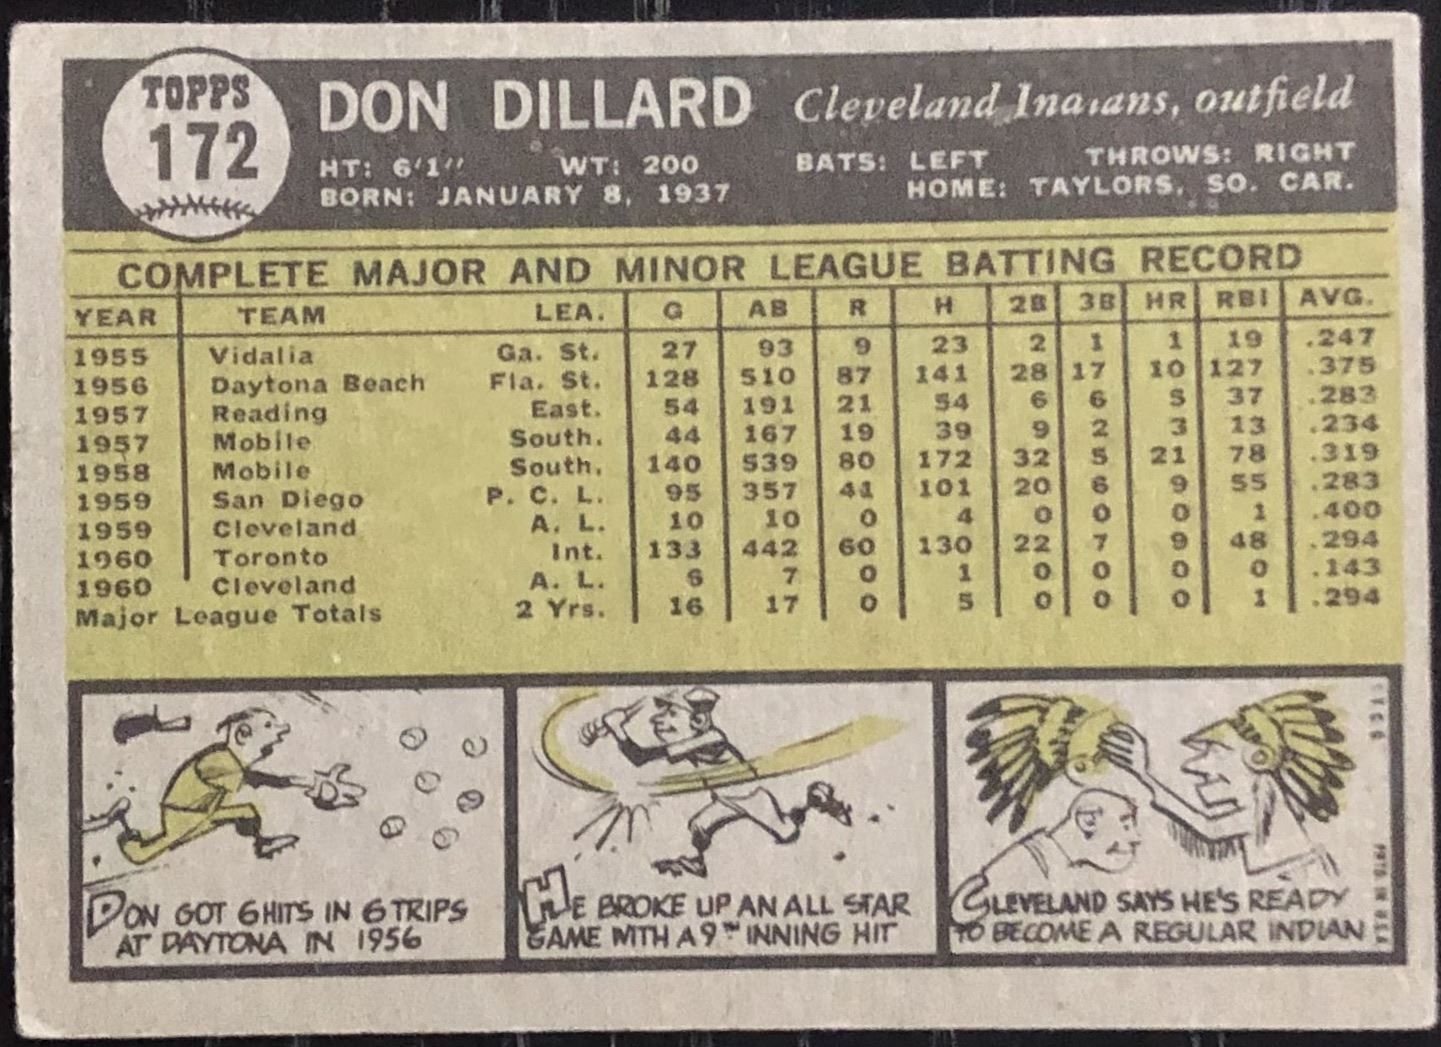 TOPPS
172
DON DILLARD Cleveland Indians, outfield
HT: 6'1" WT: 200 BATS: LEFT THROWS: RIGHT
BORN: JANUARY 8, 1937 HOME: TAYLORS, SO. CAR.
COMPLETE MAJOR AND MINOR LEAGUE BATTING RECORD
YEAR TEAM LEA. G AB R H 2B 3B HR RBI AVG.
1955 Vidalia Ga. St. 27 93 9 23 2 1 1 19 .247
1956 Daytona Beach Fla. St. 128 510 87 141 28 17 10 127 .375
1957 Reading East. 54 191 21 54 6 6 5 37 .283
1957 Mobile South. 44 167 19 39 9 2 3 13 .234
1958 Mobile South. 140 539 80 172 32 5 21 78 .319
1959 San Diego P. C. L. 95 357 41 101 20 6 9 55 .283
1959 Cleveland A. L. 10 10 0 4 0 0 0 1 .400
1960 Toronto Int. 133 442 60 130 22 7 9 48 .294
1960 Cleveland A. L. 6 7 0 1 0 0 0 0 .143
Major League Totals 2 Yrs. 16 17 0 5 0 0 0 1 .294
DON GOT 6 HITS IN 6 TRIPS
AT DAYTONA IN 1956
HE BROKE UP AN ALL STAR
GAME WITH A 9TH INNING HIT
CLEVELAND SAYS HE'S READY
TO BECOME A REGULAR INDIAN
PRTD IN U.S.A.